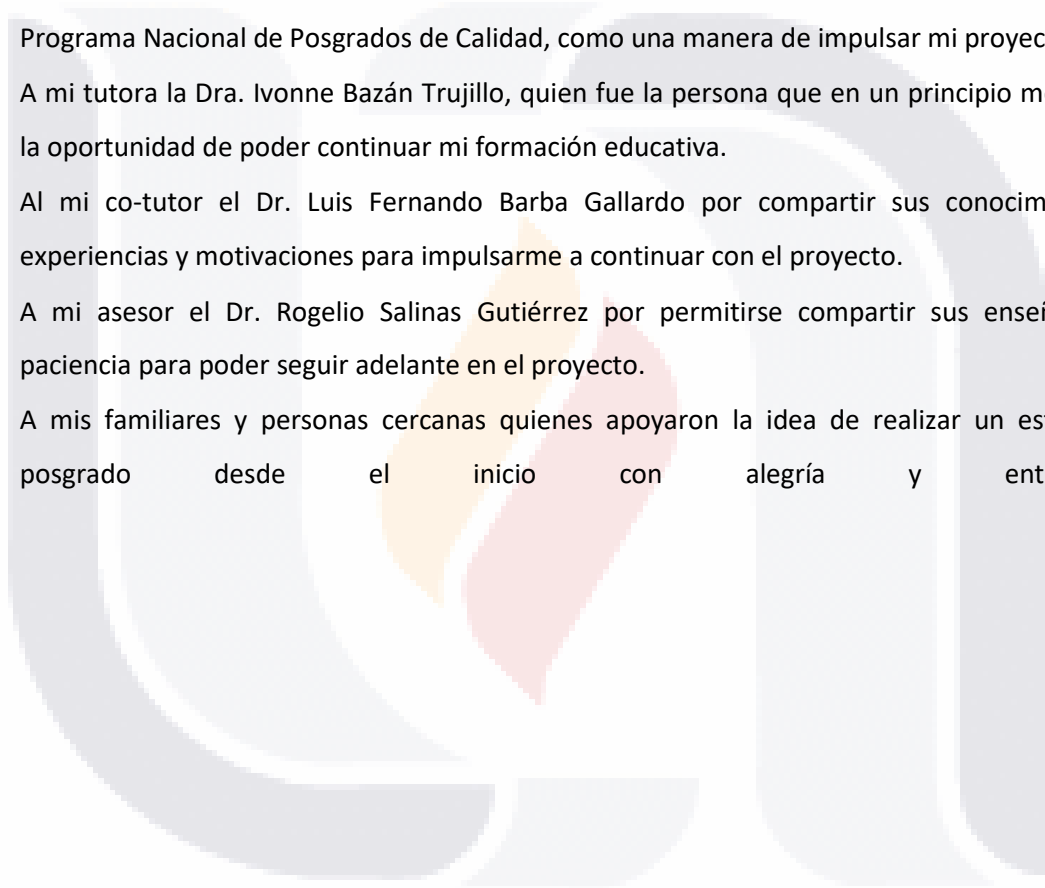 Programa Nacional de Posgrados de Calidad, como una manera de impulsar mi proyec
A mi tutora la Dra. Ivonne Bazán Trujillo, quien fue la persona que en un principio m
la oportunidad de poder continuar mi formación educativa.
Al mi co-tutor el Dr. Luis Fernando Barba Gallardo por compartir sus conocim
experiencias y motivaciones para impulsarme a continuar con el proyecto.
A mi asesor el Dr. Rogelio Salinas Gutiérrez por permitirse compartir sus enseñ
paciencia para poder seguir adelante en el proyecto.
A mis familiares y personas cercanas quienes apoyaron la idea de realizar un es
posgrado desde el inicio con alegría y ent